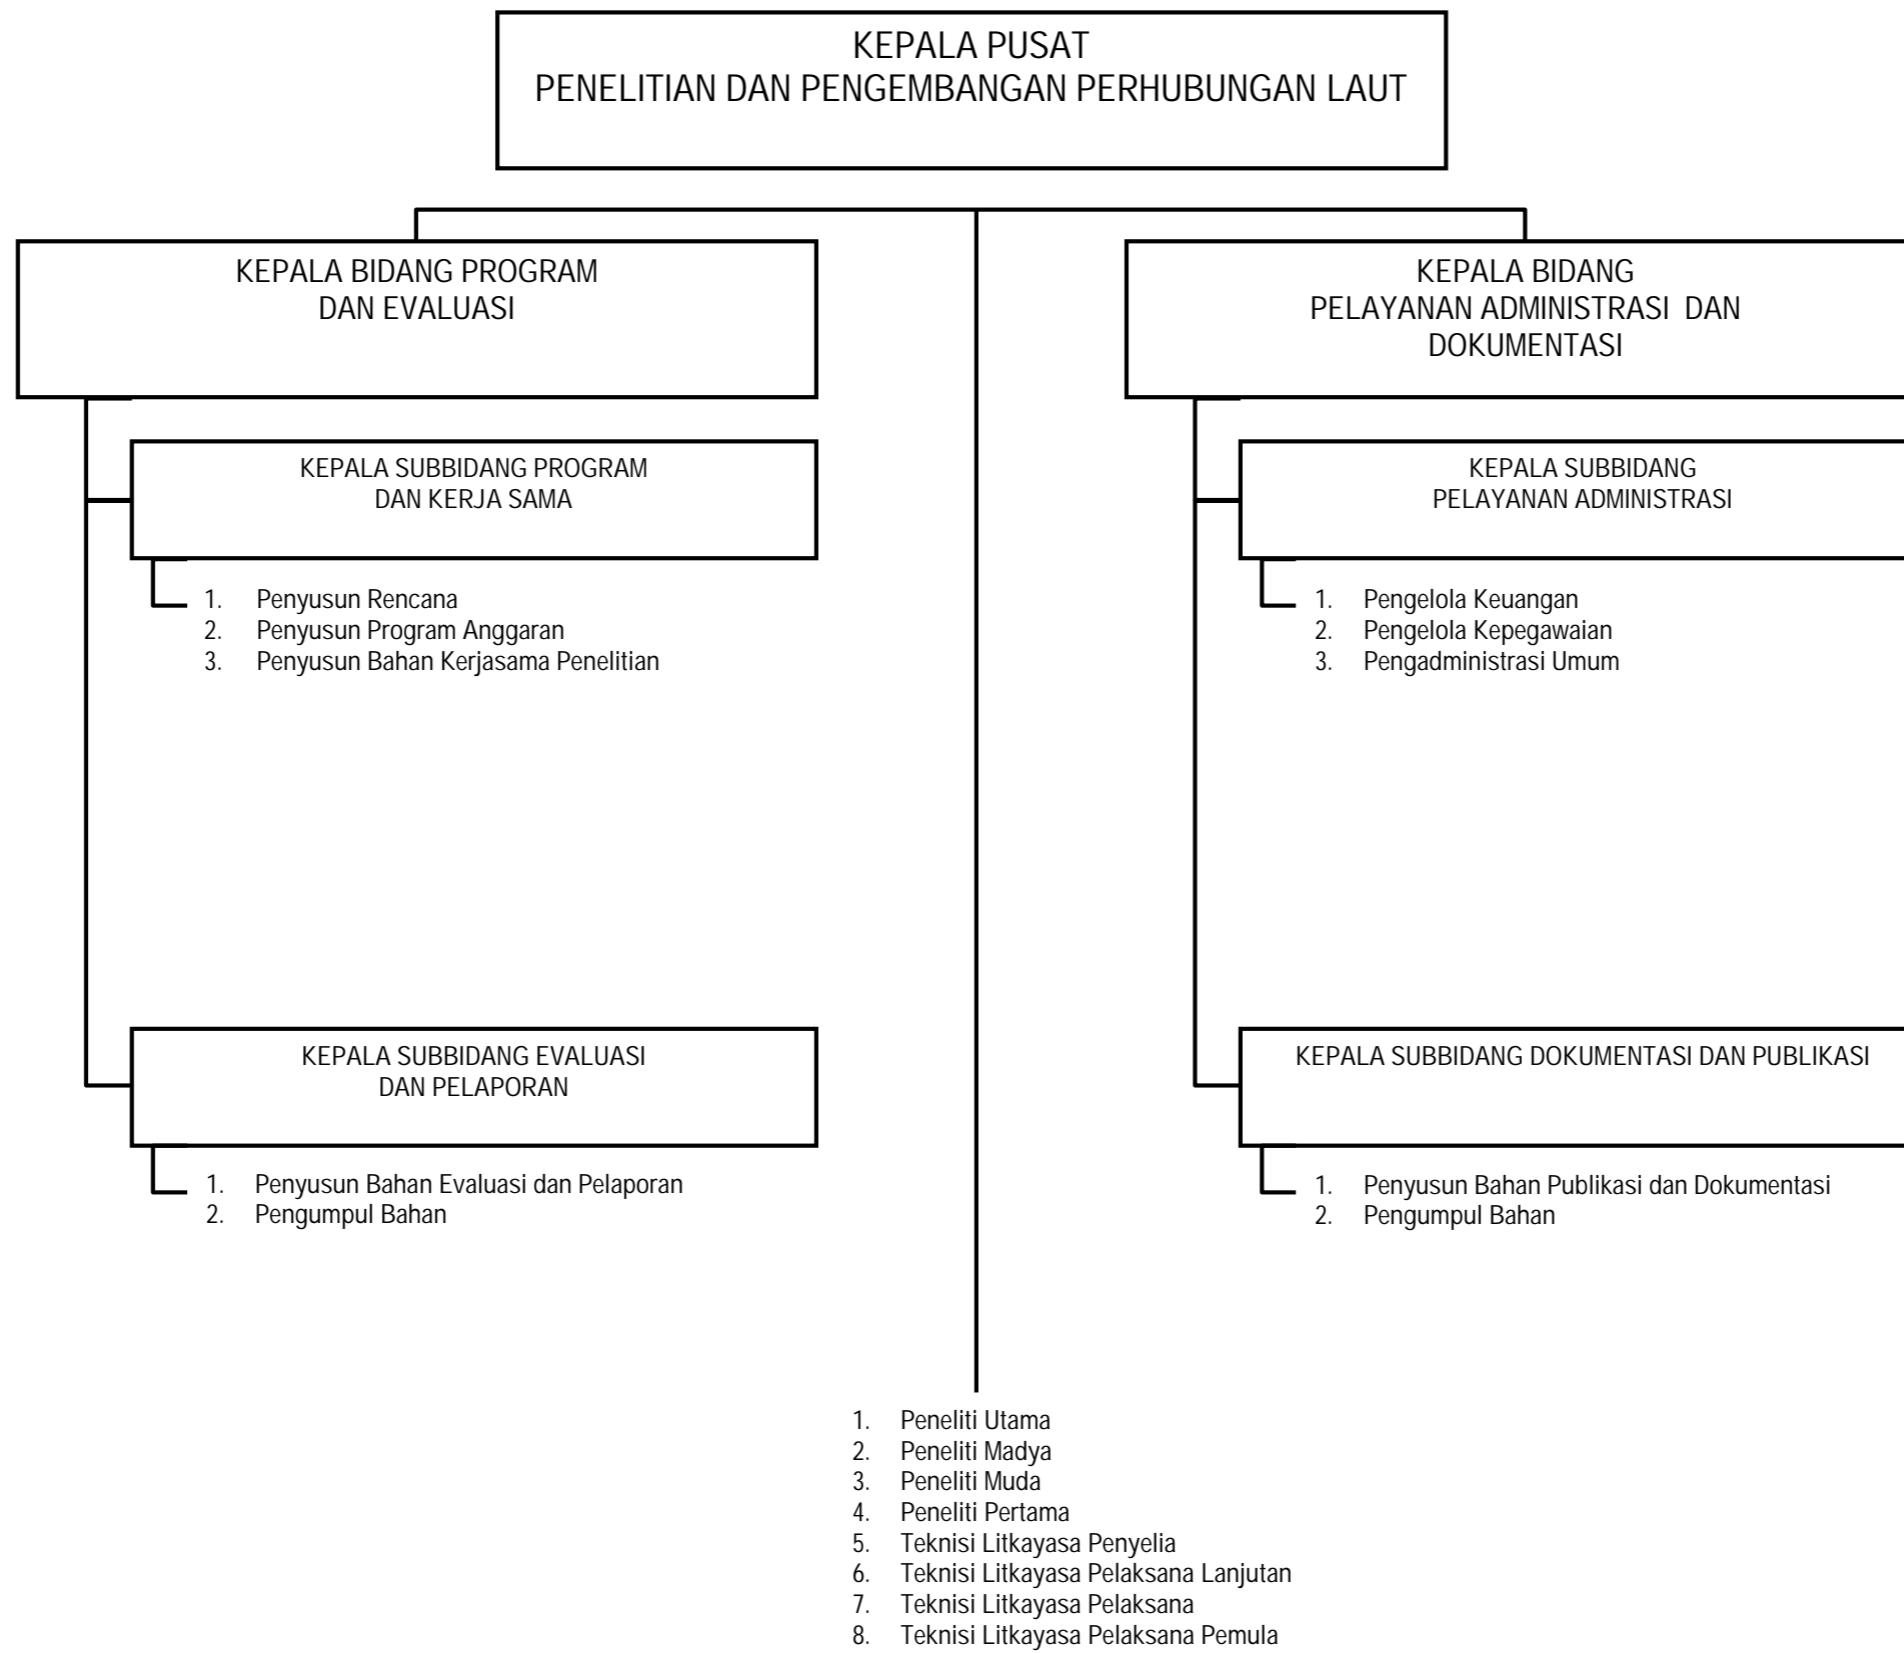 KEPALA PUSAT
PENELITIAN DAN PENGEMBANGAN PERHUBUNGAN LAUT
KEPALA BIDANG PROGRAM
DAN EVALUASI
KEPALA SUBBIDANG PROGRAM
DAN KERJA SAMA
1. Penyusun Rencana
2. Penyusun Program Anggaran
3. Penyusun Bahan Kerjasama Penelitian
KEPALA SUBBIDANG EVALUASI
DAN PELAPORAN
1. Penyusun Bahan Evaluasi dan Pelaporan
2. Pengumpul Bahan
KEPALA BIDANG
PELAYANAN ADMINISTRASI DAN
DOKUMENTASI
KEPALA SUBBIDANG
PELAYANAN ADMINISTRASI
1. Pengelola Keuangan
2. Pengelola Kepegawaian
3. Pengadministrasi Umum
KEPALA SUBBIDANG DOKUMENTASI DAN PUBLIKASI
1. Penyusun Bahan Publikasi dan Dokumentasi
2. Pengumpul Bahan
1. Peneliti Utama
2. Peneliti Madya
3. Peneliti Muda
4. Peneliti Pertama
5. Teknisi Litkayasa Penyelia
6. Teknisi Litkayasa Pelaksana Lanjutan
7. Teknisi Litkayasa Pelaksana
8. Teknisi Litkayasa Pelaksana Pemula